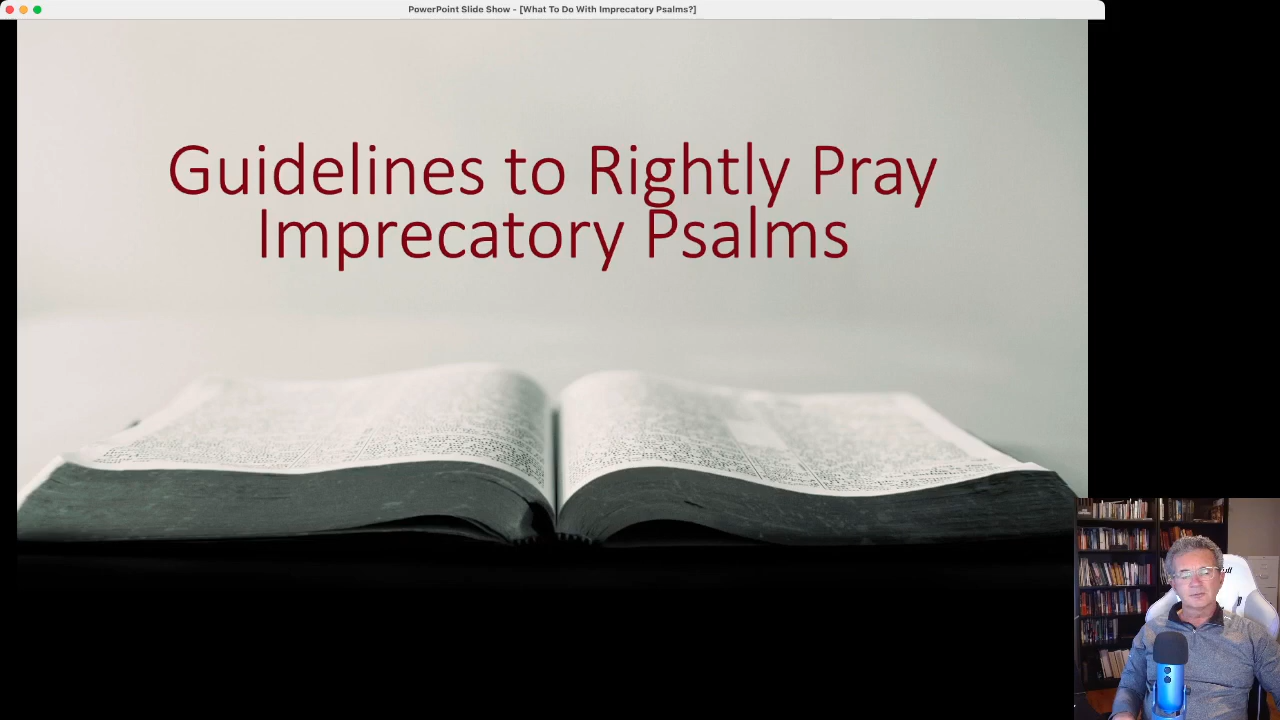 PowerPoint Slide Show - [What To Do With Imprecatory Psalms?]
Guidelines to Rightly Pray
Imprecatory Psalms